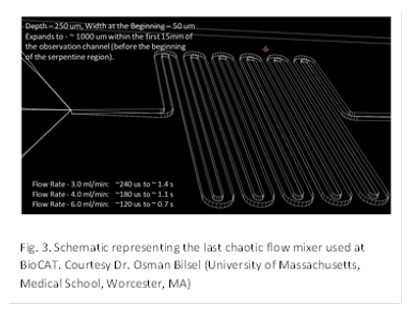 Depth – 250 um, Width at the Beginning – 50 um
Expands to - ~ 1000 um within the first 15mm of
the observation channel (before the beginning
of the serpentine region).
Flow Rate - 3.0 ml/min: ~240 us to ~ 1.4 s
Flow Rate - 4.0 ml/min: ~180 us to ~ 1.1 s
Flow Rate - 6.0 ml/min: ~120 us to ~ 0.7 s
Fig. 3. Schematic representing the last chaotic flow mixer used at
BioCAT. Courtesy Dr. Osman Bilsel (University of Massachusetts,
Medical School, Worcester, MA)